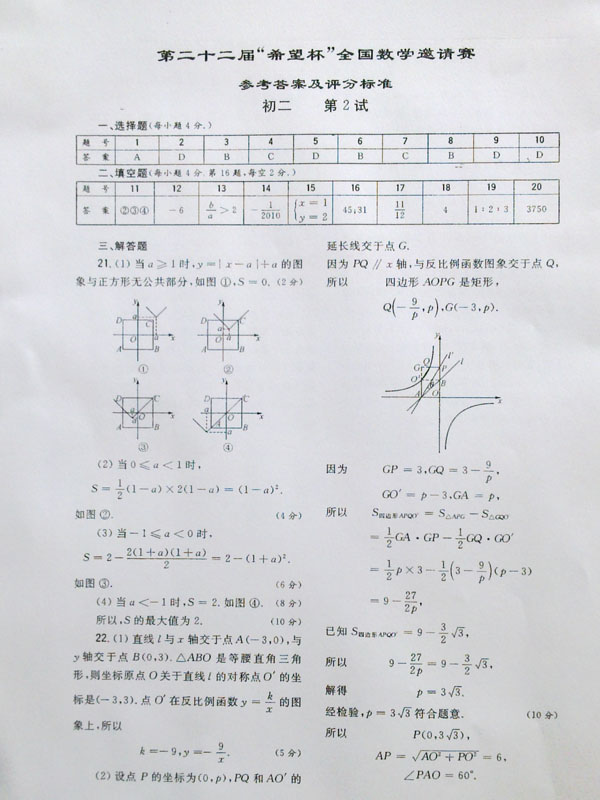 第二十二届“希望杯”全国数学邀请赛
参考答案及评分标准
初二 第2试
一、选择题(每小题4分.)
题号 1 2 3 4 5 6 7 8 9 10
答案 A D B C D B C B D D
二、填空题(每小题4分 第16题,每空2分.)
题号 11 12 13 14 15 16 17 18 19 20
答案 ②③④ -6 b/a>2 -1/2010 {x=1 y=2 45;31 11/12 4 1:2:3 3750
三、解答题
21.(1)当a≥1时,y=|x-a|+a的图
象与正方形无公共部分,如图①,S=0.(2分)
①
②
③
④
(2)当0≤a<1时,
S=1/2(1-a)×2(1-a)=(1-a)².
如图②. (4分)
(3)当-1≤a<0时,
S=2-2(1+a)(1+a)/2=2-(1+a)².
如图③. (6分)
(4)当a<-1时,S=2.如图④. (8分)
所以,S的最大值为2. (10分)
22.(1)直线l与x轴交于点A(-3,0),与
y轴交于点B(0,3).△ABO是等腰直角三角
形,则坐标原点O关于直线l的对称点O′的坐
标是(-3,3).点O′在反比例函数y=k/x的图
象上,所以
k=-9,y=-9/x. (5分)
(2)设点P的坐标为(0,p),PQ和AO′的
延长线交于点G.
因为PQ∥x轴,与反比例函数图象交于点Q,
所以 四边形AOPG是矩形,
Q(-9/p,p),G(-3,p).
因为 GP=3,GQ=3-9/p,
GO′=p-3,GA=p,
所以 S四边形APQO′=S△APG-S△GQO′
=1/2GA·GP-1/2GQ·GO′
=1/2p×3-1/2(3-9/p)(p-3)
=9-27/2p,
已知S四边形APQO′=9-3/2√3,
所以 9-27/2p=9-3/2√3,
解得 p=3√3.
经检验,p=3√3符合题意. (10分)
所以 P(0,3√3),
AP=√AO²+PO²=6,
∠PAO=60°.